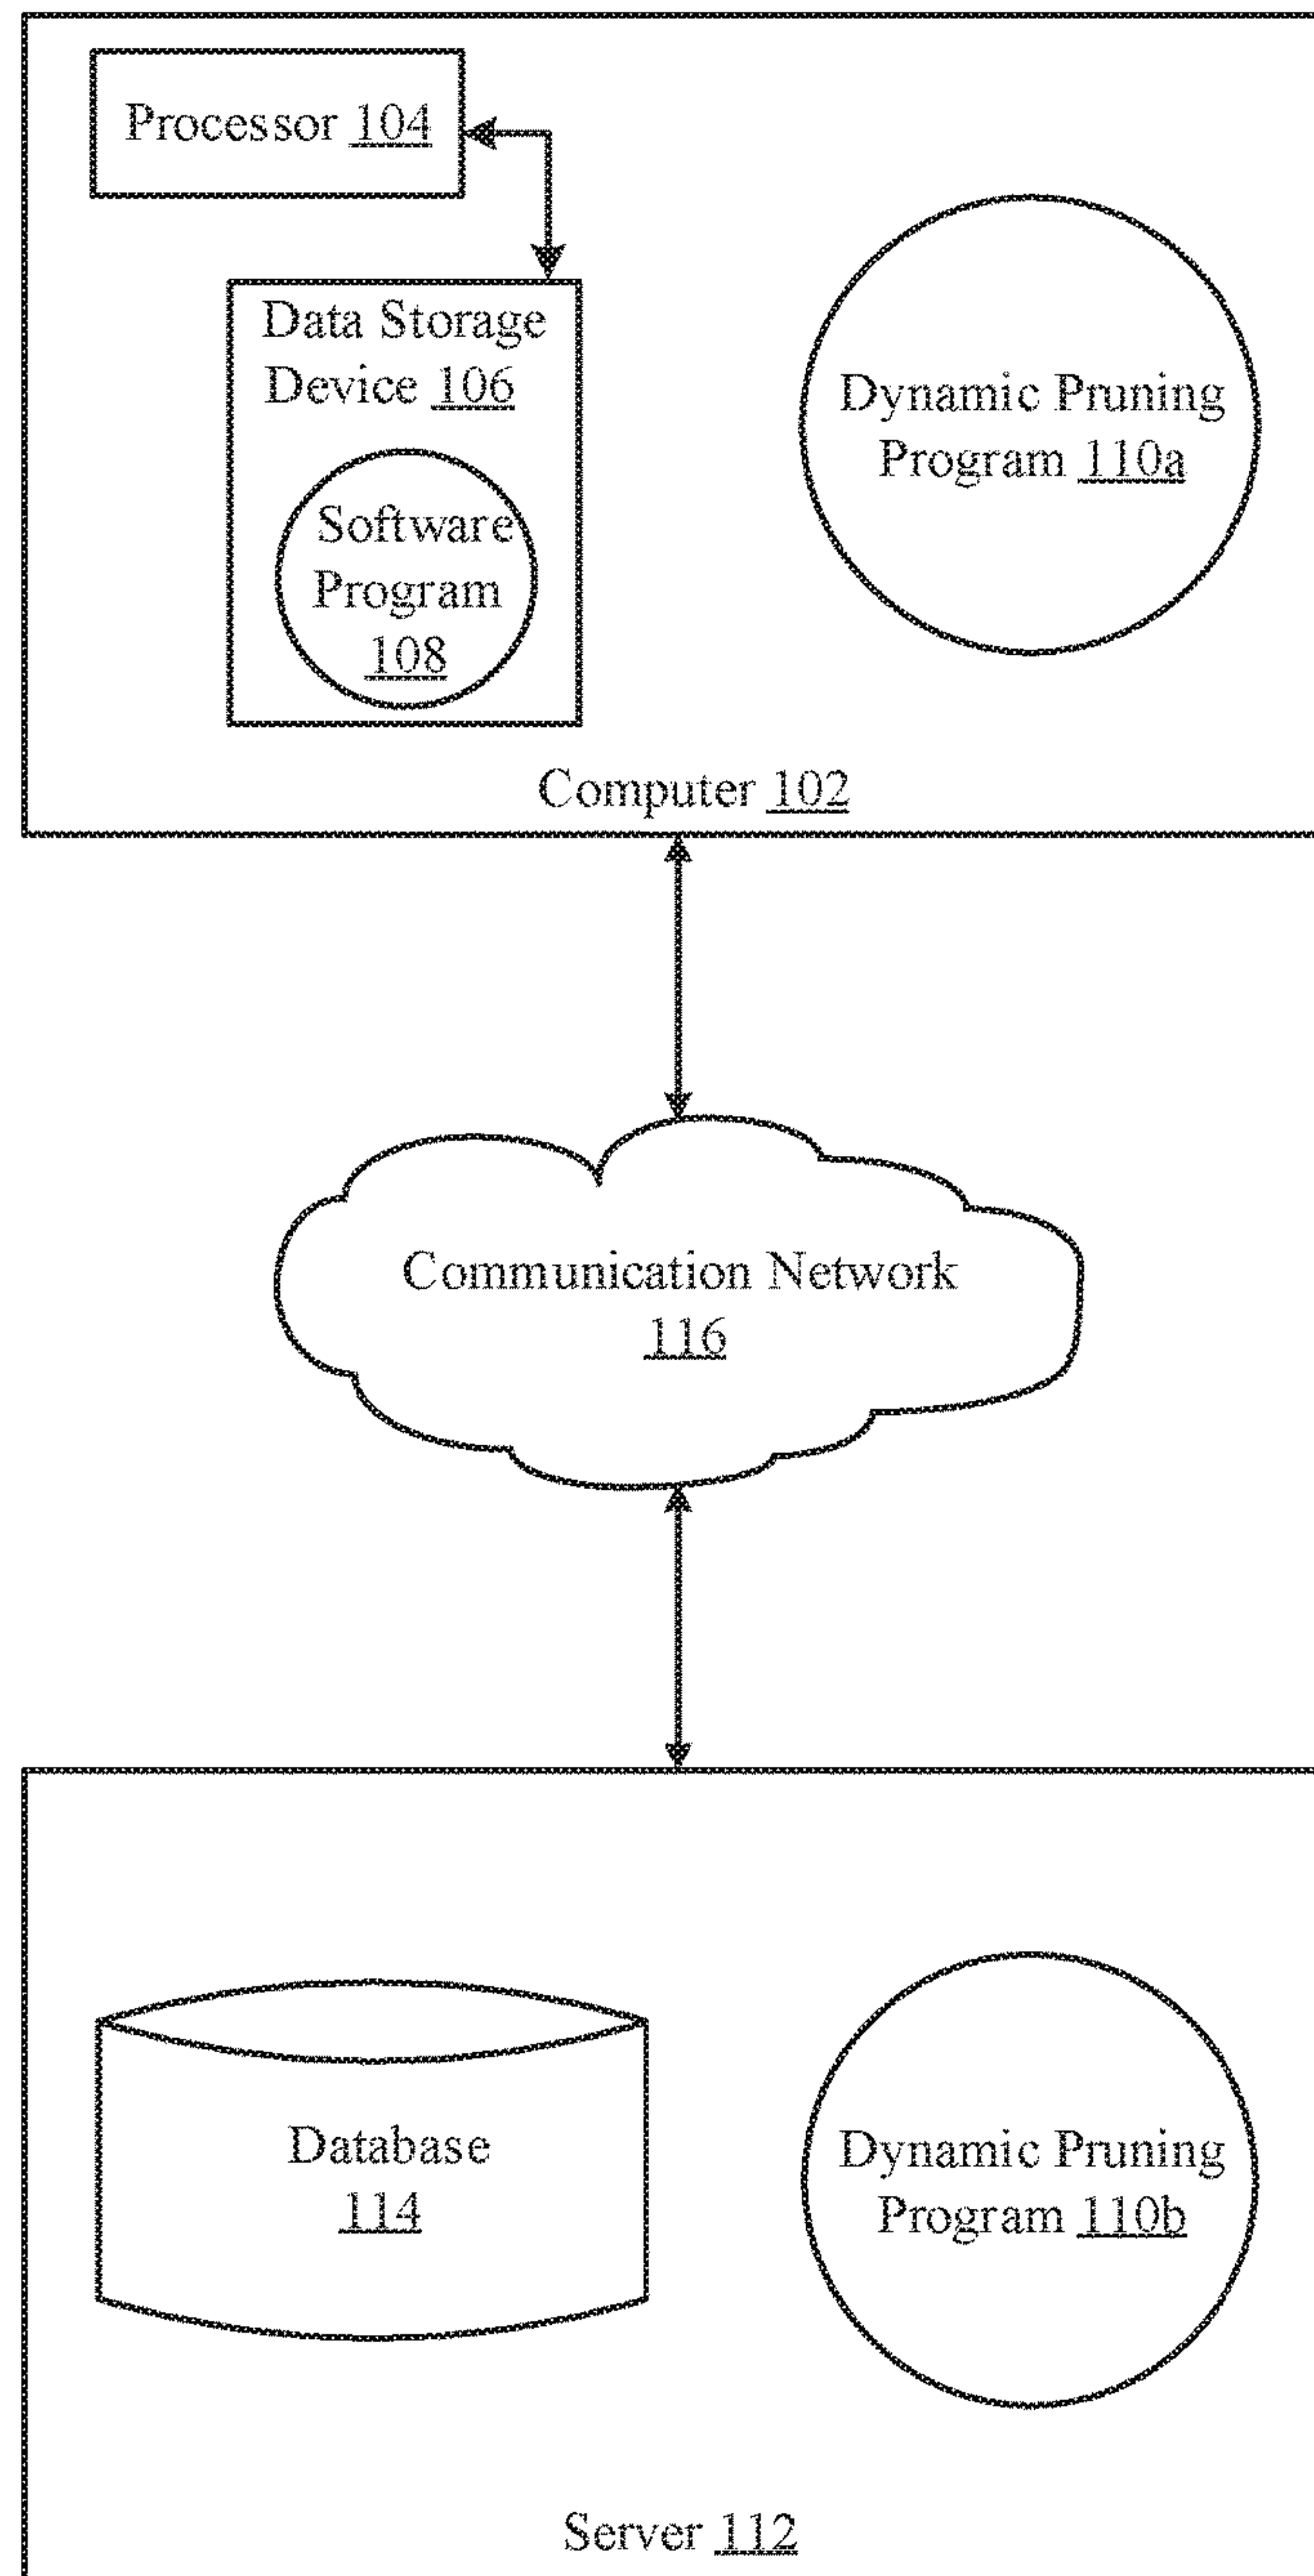 Processor 104
Data Storage
Device 106
Software
Program
108
Dynamic Pruning
Program 110a
Computer 102
Communication Network
116
Database
114
Dynamic Pruning
Program 110b
Server 112